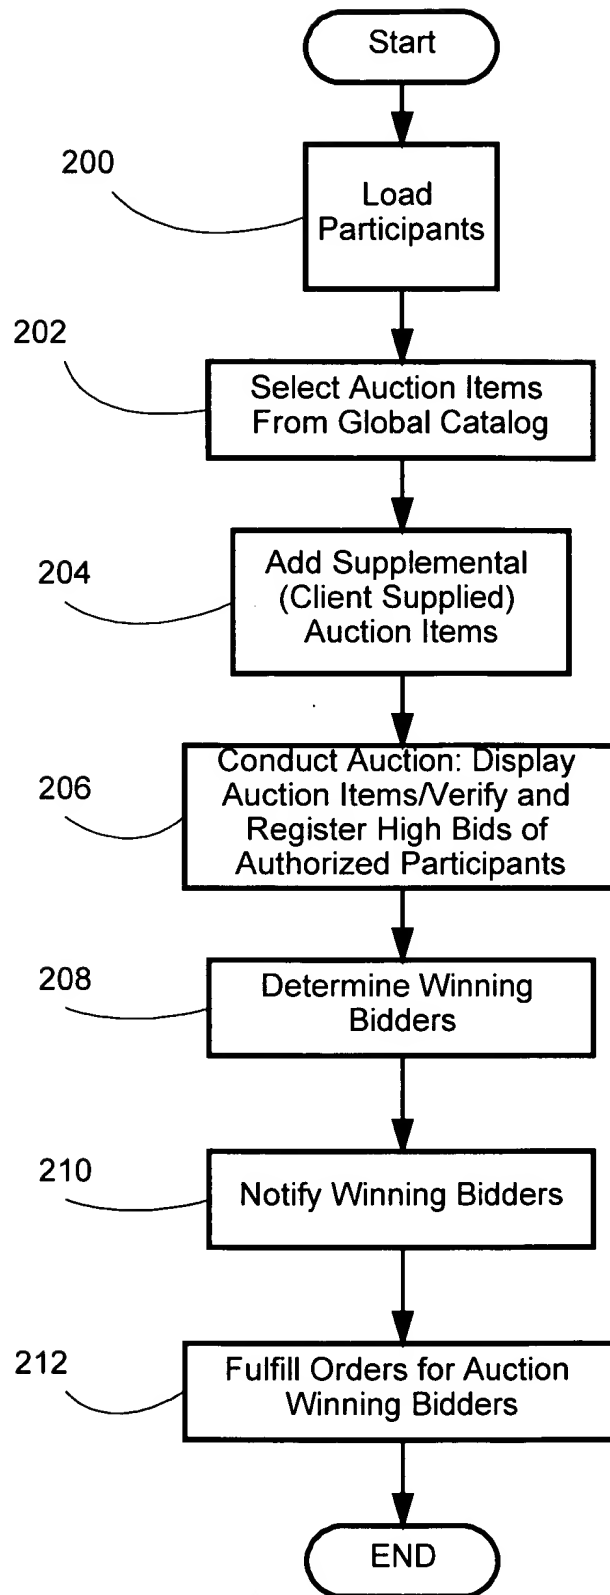 Start
200
Load
Participants
202
Select Auction Items
From Global Catalog
204
Add Supplemental
(Client Supplied)
Auction Items
206
Conduct Auction: Display
Auction Items/Verify and
Register High Bids of
Authorized Participants
208
Determine Winning
Bidders
210
Notify Winning Bidders
212
Fulfill Orders for Auction
Winning Bidders
END